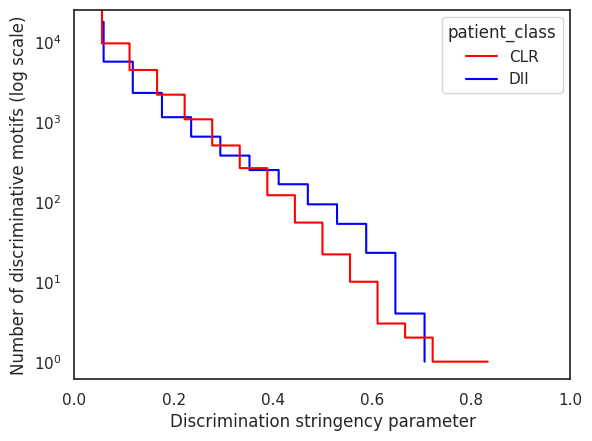 patient_class
CLR
DII
Number of discriminative motifs (log scale)
10⁴
10³
10²
10¹
10⁰
0.0 0.2 0.4 0.6 0.8 1.0
Discrimination stringency parameter